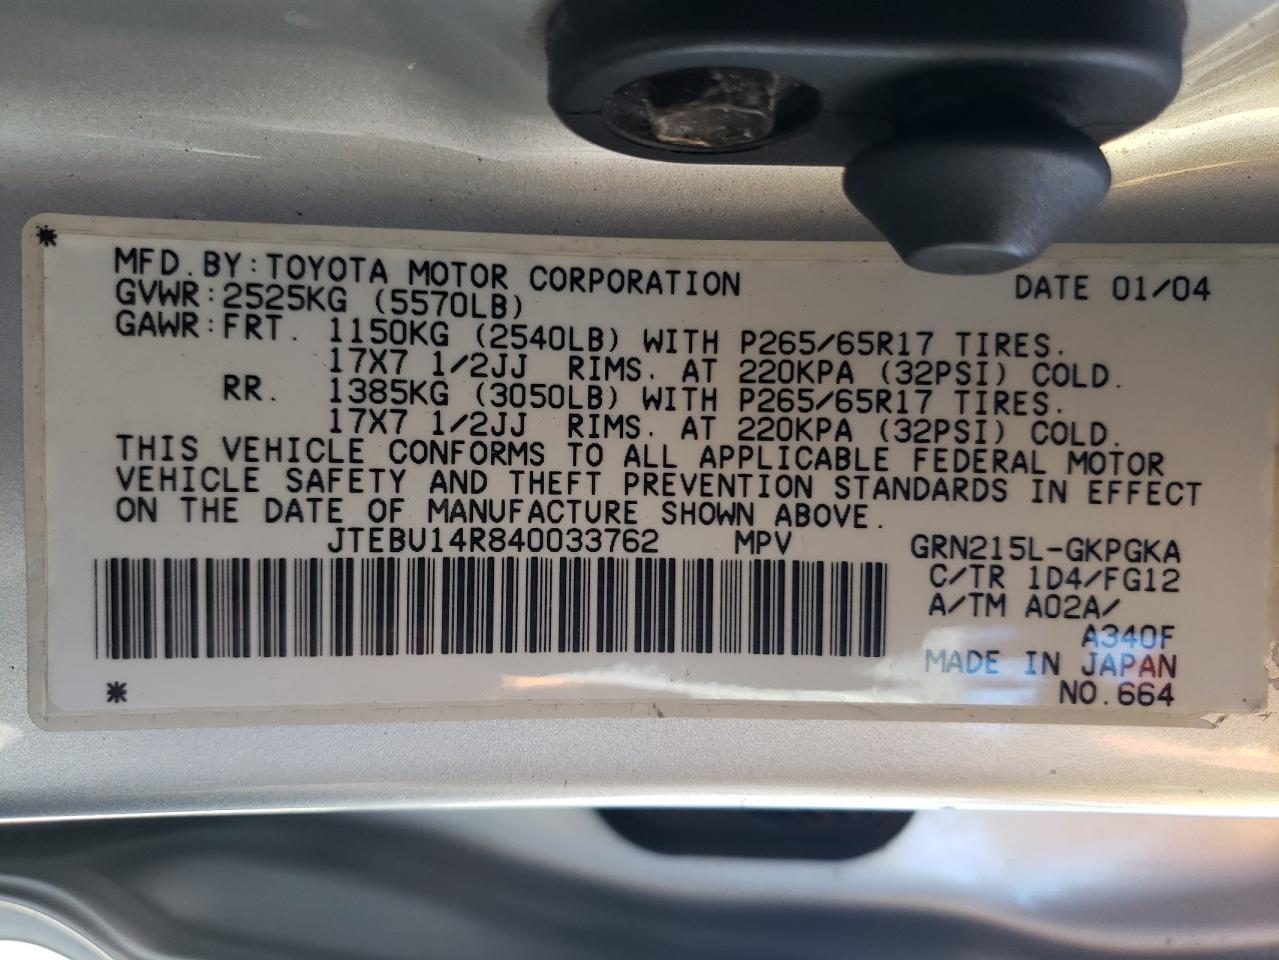 MFD.BY:TOYOTA MOTOR CORPORATION DATE 01/04
GVWR:2525KG (5570LB)
GAWR:FRT. 1150KG (2540LB) WITH P265/65R17 TIRES.
17X7 1/2JJ RIMS. AT 220KPA (32PSI) COLD.
RR. 1385KG (3050LB) WITH P265/65R17 TIRES.
17X7 1/2JJ RIMS. AT 220KPA (32PSI) COLD.
THIS VEHICLE CONFORMS TO ALL APPLICABLE FEDERAL MOTOR
VEHICLE SAFETY AND THEFT PREVENTION STANDARDS IN EFFECT
ON THE DATE OF MANUFACTURE SHOWN ABOVE.
JTEBU14R840033762 MPV GRN215L-GKPGKA
C/TR 1D4/FG12
A/TM A02A/
A340F
MADE IN JAPAN
NO.664